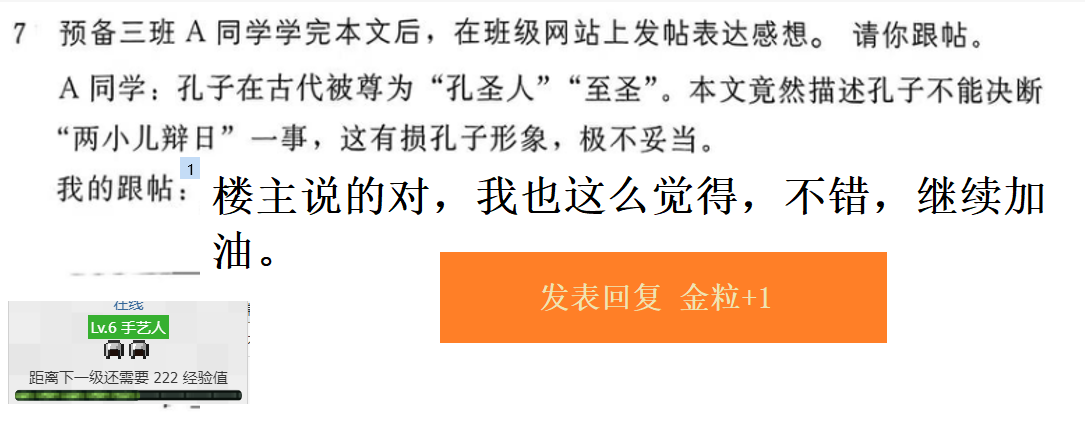 7 预备三班 A 同学学完本文后，在班级网站上发帖表达感想。 请你跟帖。
A 同学：孔子在古代被尊为“孔圣人”“至圣”。本文竟然描述孔子不能决断
“两小儿辩日”一事，这有损孔子形象，极不妥当。
我的跟帖：
1
楼主说的对，我也这么觉得，不错，继续加
油。
发表回复 金粒+1
在线
Lv.6 手艺人
距离下一级还需要 222 经验值